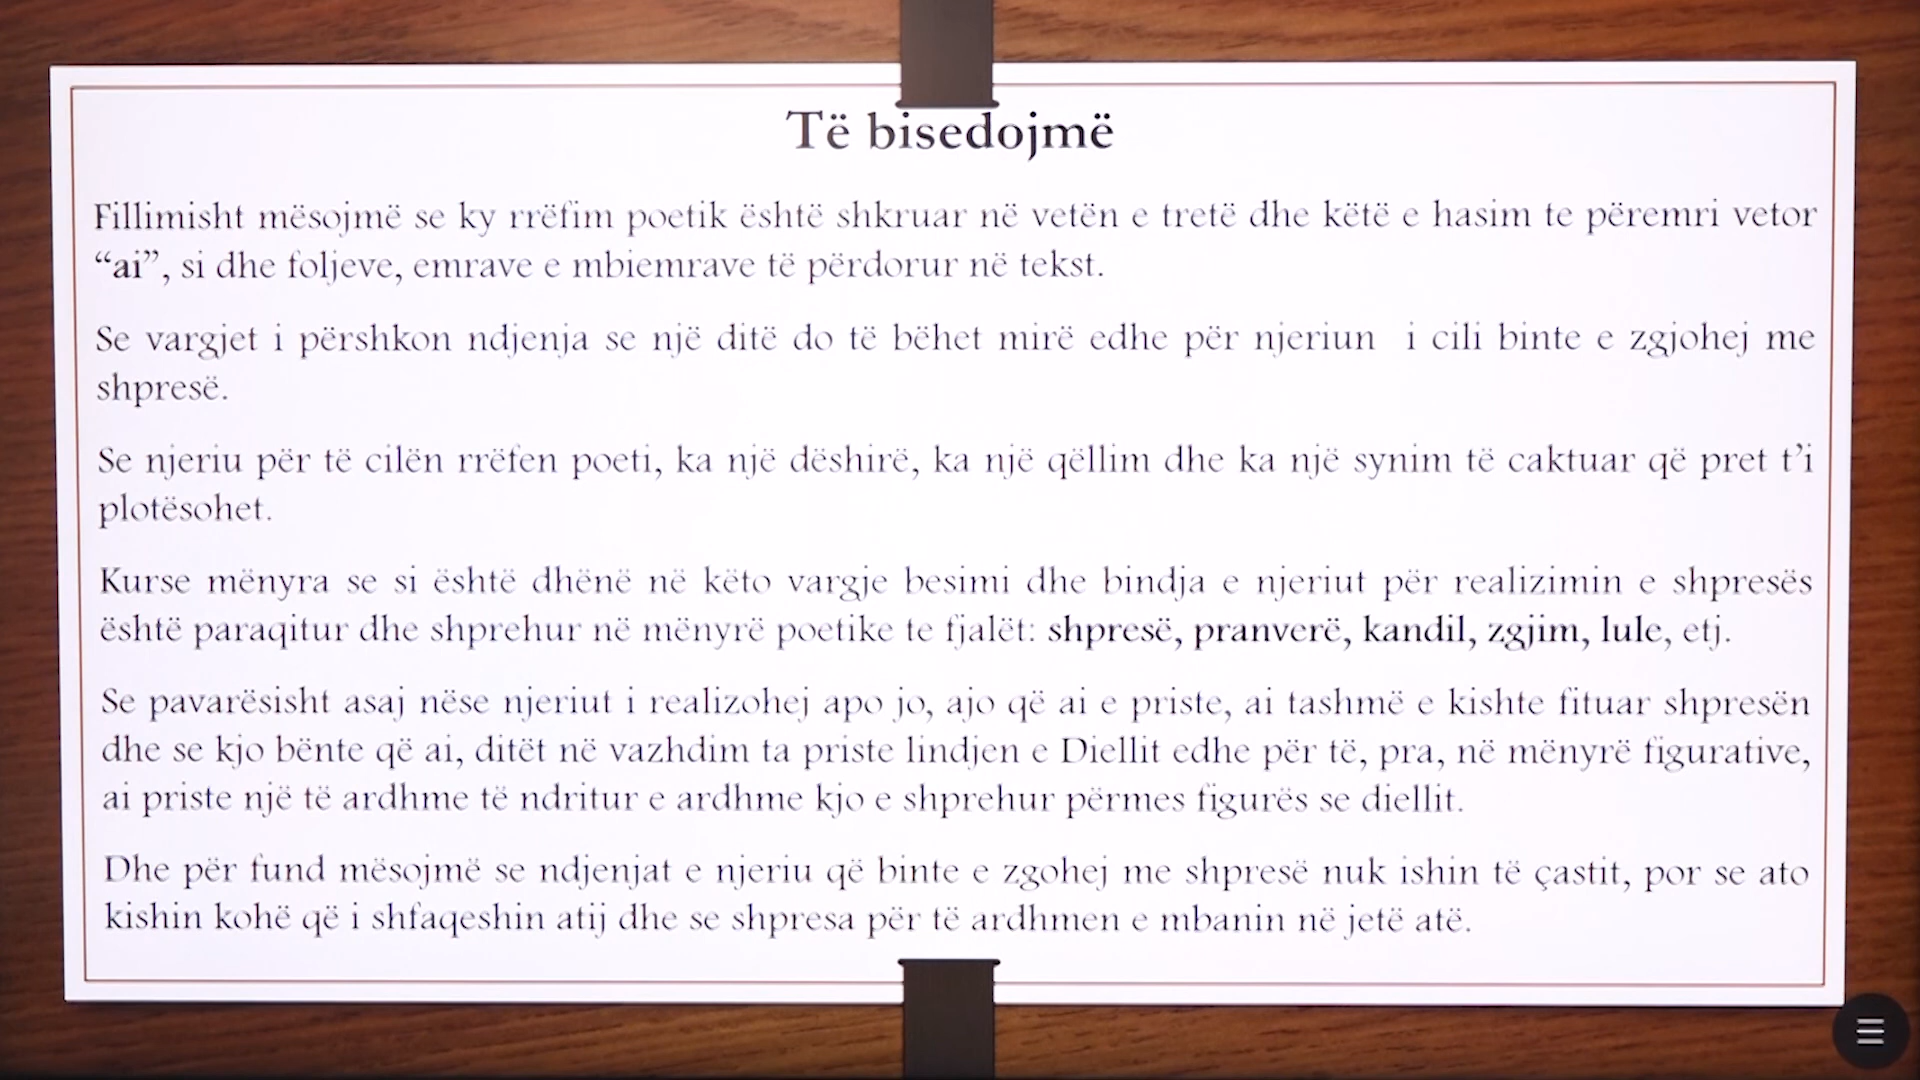 Të bisedojmë
Fillimisht mësojmë se ky rrëfim poetik është shkruar në vetën e tretë dhe këtë e hasim te përemri vetor
“ai”, si dhe foljeve, emrave e mbiemrave të përdorur në tekst.
Se vargjet i përshkon ndjenja se një ditë do të bëhet mirë edhe për njeriun i cili binte e zgjohej me
shpresë.
Se njeriu për të cilën rrëfen poeti, ka një dëshirë, ka një qëllim dhe ka një synim të caktuar që pret t’i
plotësohet.
Kurse mënyra se si është dhënë në këto vargje besimi dhe bindja e njeriut për realizimin e shpresës
është paraqitur dhe shprehur në mënyrë poetike te fjalët: shpresë, pranverë, kandil, zgjim, lule, etj.
Se pavarësisht asaj nëse njeriut i realizohej apo jo, ajo që ai e priste, ai tashmë e kishte fituar shpresën
dhe se kjo bënte që ai, ditët në vazhdim ta priste lindjen e Diellit edhe për të, pra, në mënyrë figurative,
ai priste një të ardhme të ndritur e ardhme kjo e shprehur përmes figurës se diellit.
Dhe për fund mësojmë se ndjenjat e njeriu që binte e zgohej me shpresë nuk ishin të çastit, por se ato
kishin kohë që i shfaqeshin atij dhe se shpresa për të ardhmen e mbanin në jetë atë.